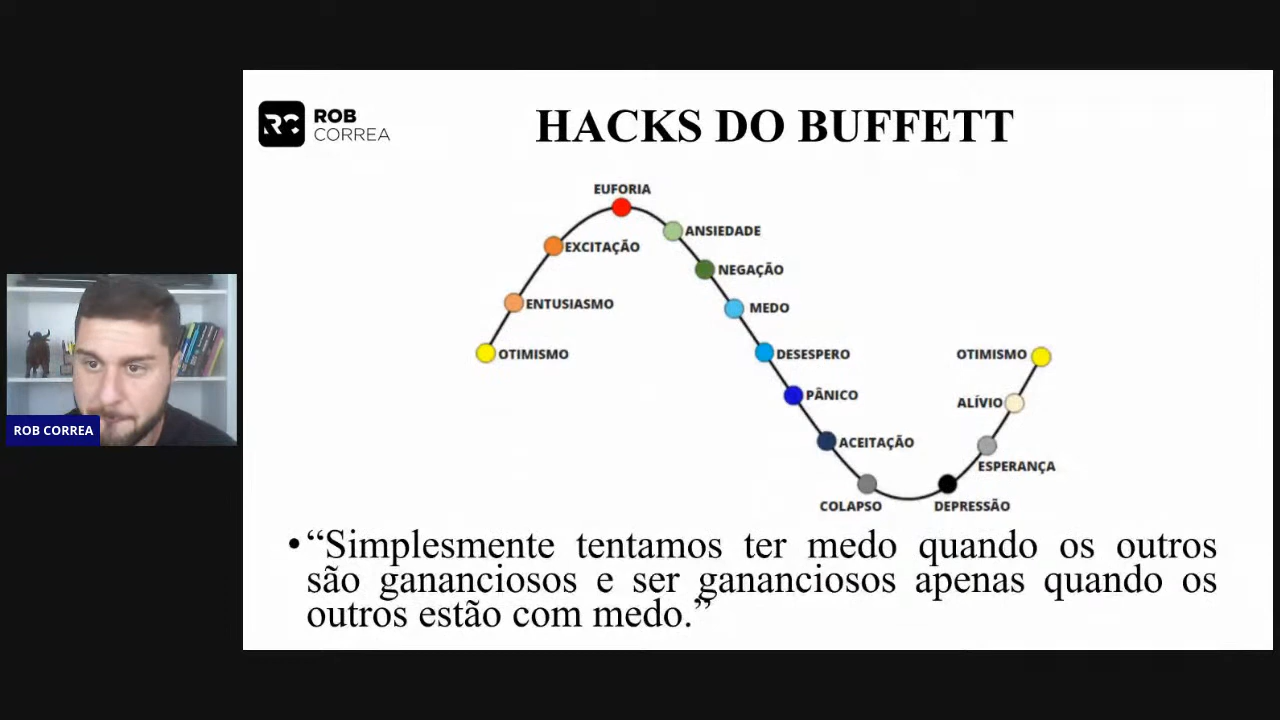 ROB
CORREA
HACKS DO BUFFETT
EUFORIA
ANSIEDADE
EXCITAÇÃO
NEGAÇÃO
ENTUSIASMO
MEDO
OTIMISMO
DESESPERO
OTIMISMO
PÂNICO
ALÍVIO
ACEITAÇÃO
ESPERANÇA
COLAPSO
DEPRESSÃO
ROB CORREA
•“Simplesmente tentamos ter medo quando os outros
são gananciosos e ser gananciosos apenas quando os
outros estão com medo.”